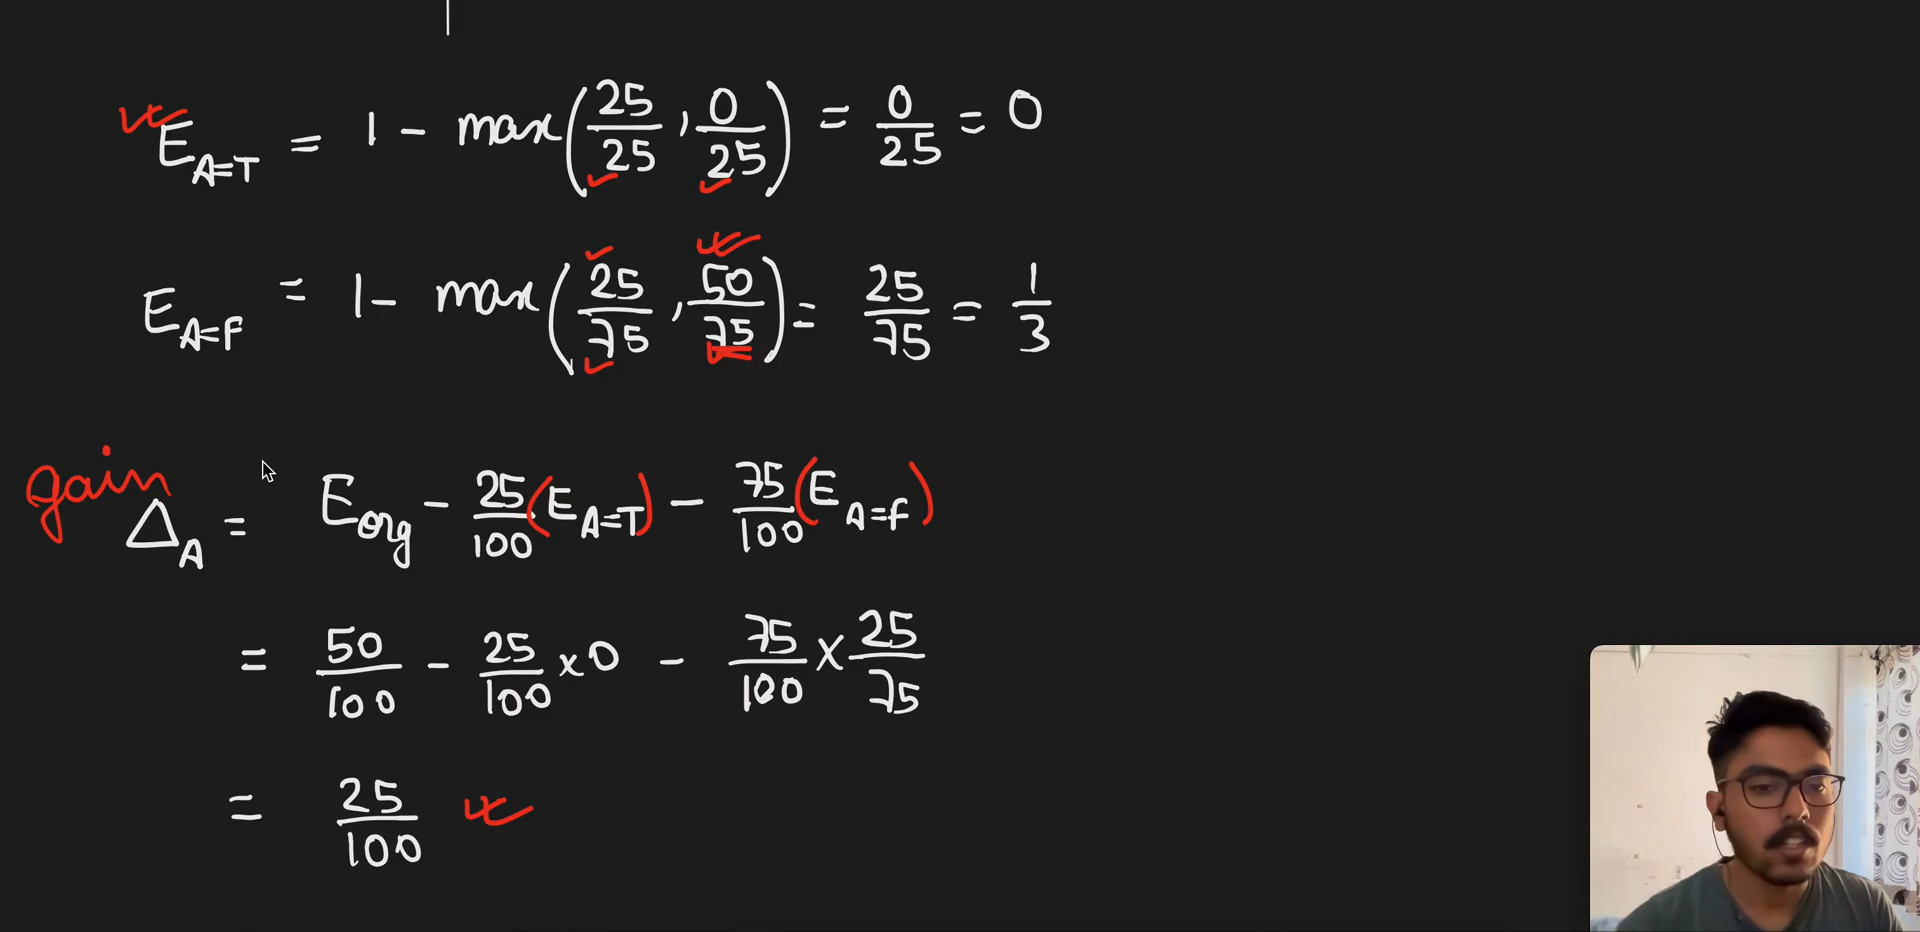 E_{A=T} = 1 - max(25/25, 0/25) = 0/25 = 0
E_{A=F} = 1 - max(25/75, 50/75) = 25/75 = 1/3
gain
Δ_A = E_{org} - 25/100 (E_{A=T}) - 75/100 (E_{A=F})
= 50/100 - 25/100 × 0 - 75/100 × 25/75
= 25/100